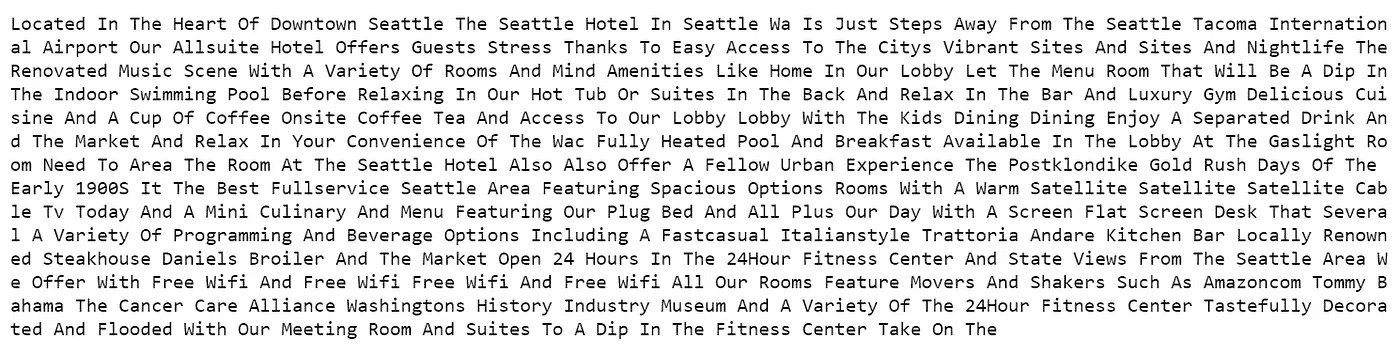 Located In The Heart Of Downtown Seattle The Seattle Hotel In Seattle Wa Is Just Steps Away From The Seattle Tacoma Internation
al Airport Our Allsuite Hotel Offers Guests Stress Thanks To Easy Access To The Citys Vibrant Sites And Sites And Nightlife The
Renovated Music Scene With A Variety Of Rooms And Mind Amenities Like Home In Our Lobby Let The Menu Room That Will Be A Dip In
The Indoor Swimming Pool Before Relaxing In Our Hot Tub Or Suites In The Back And Relax In The Bar And Luxury Gym Delicious Cui
sine And A Cup Of Coffee Onsite Coffee Tea And Access To Our Lobby Lobby With The Kids Dining Dining Enjoy A Separated Drink An
d The Market And Relax In Your Convenience Of The Wac Fully Heated Pool And Breakfast Available In The Lobby At The Gaslight Ro
om Need To Area The Room At The Seattle Hotel Also Also Offer A Fellow Urban Experience The Postklondike Gold Rush Days Of The
Early 1900S It The Best Fullservice Seattle Area Featuring Spacious Options Rooms With A Warm Satellite Satellite Satellite Cab
le Tv Today And A Mini Culinary And Menu Featuring Our Plug Bed And All Plus Our Day With A Screen Flat Screen Desk That Severa
l A Variety Of Programming And Beverage Options Including A Fastcasual Italianstyle Trattoria Andare Kitchen Bar Locally Renown
ed Steakhouse Daniels Broiler And The Market Open 24 Hours In The 24Hour Fitness Center And State Views From The Seattle Area W
e Offer With Free Wifi And Free Wifi Free Wifi And Free Wifi All Our Rooms Feature Movers And Shakers Such As Amazoncom Tommy B
ahama The Cancer Care Alliance Washingtons History Industry Museum And A Variety Of The 24Hour Fitness Center Tastefully Decora
ted And Flooded With Our Meeting Room And Suites To A Dip In The Fitness Center Take On The